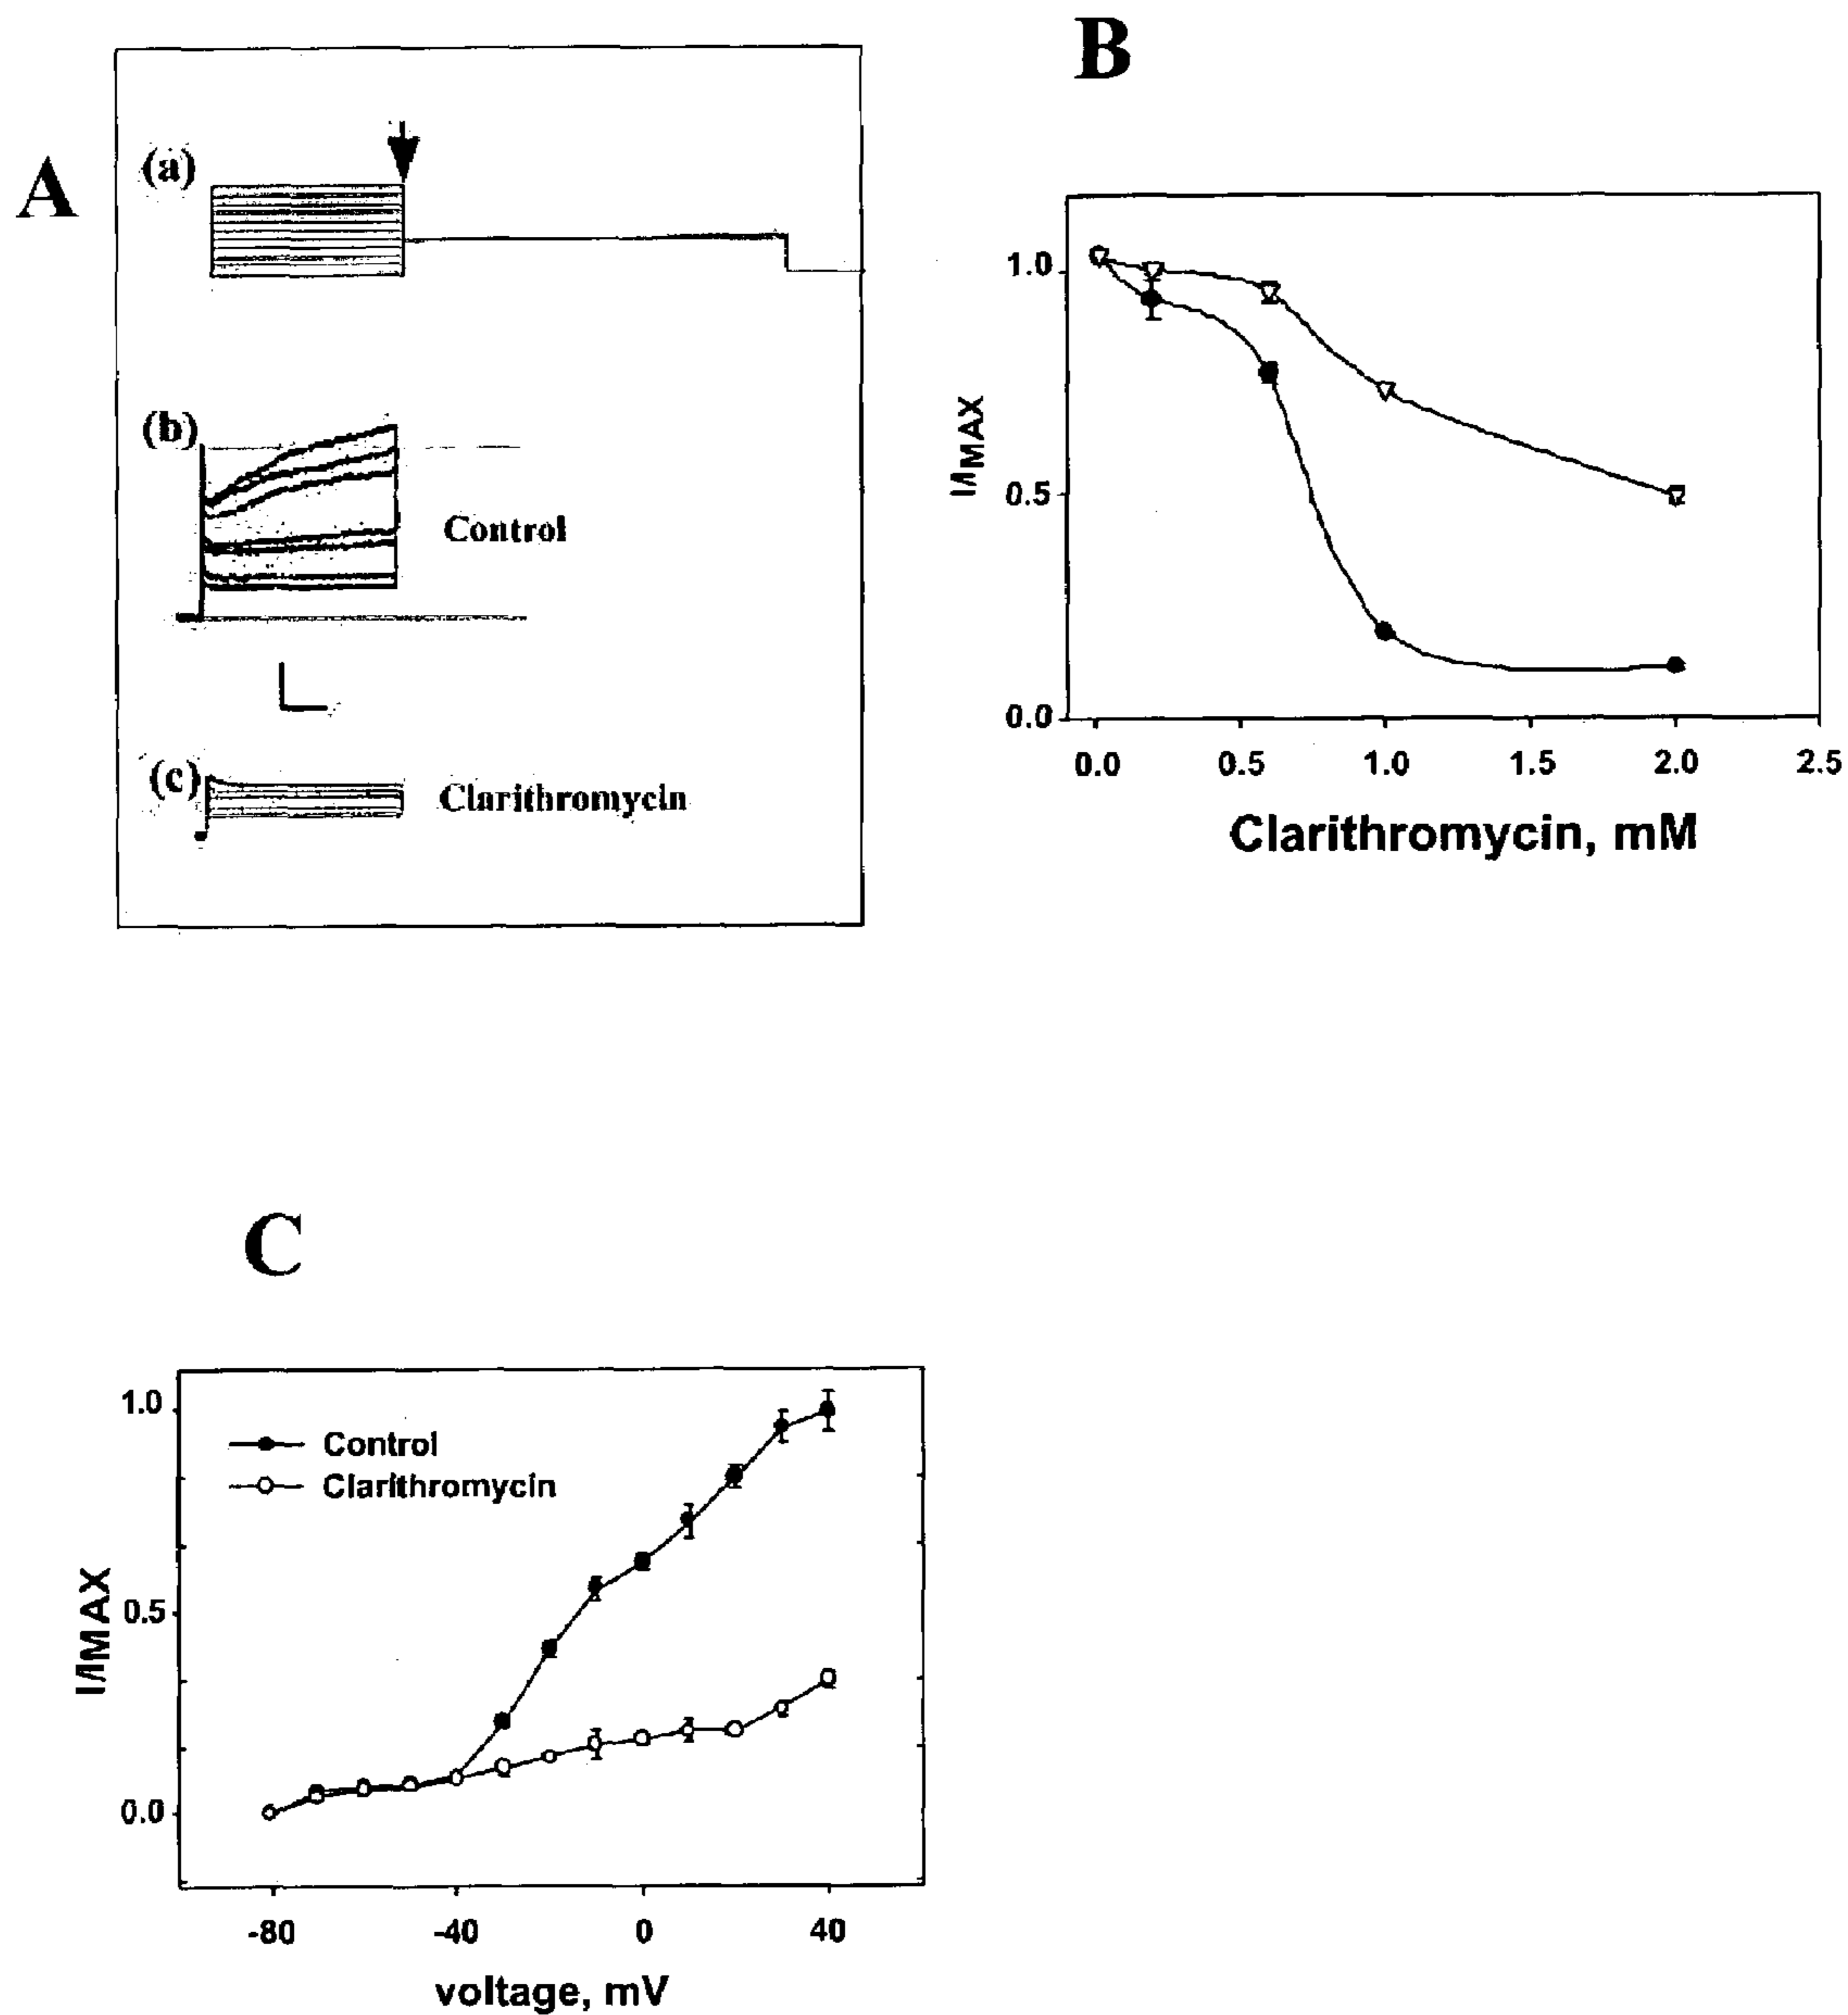 A
(a)
(b)
Control
(c)
Clarithromycin
B
I/IMAX
1.0
0.5
0.0
0.0 0.5 1.0 1.5 2.0 2.5
Clarithromycin, mM
C
I/IMAX
1.0
0.5
0.0
Control
Clarithromycin
-80 -40 0 40
voltage, mV